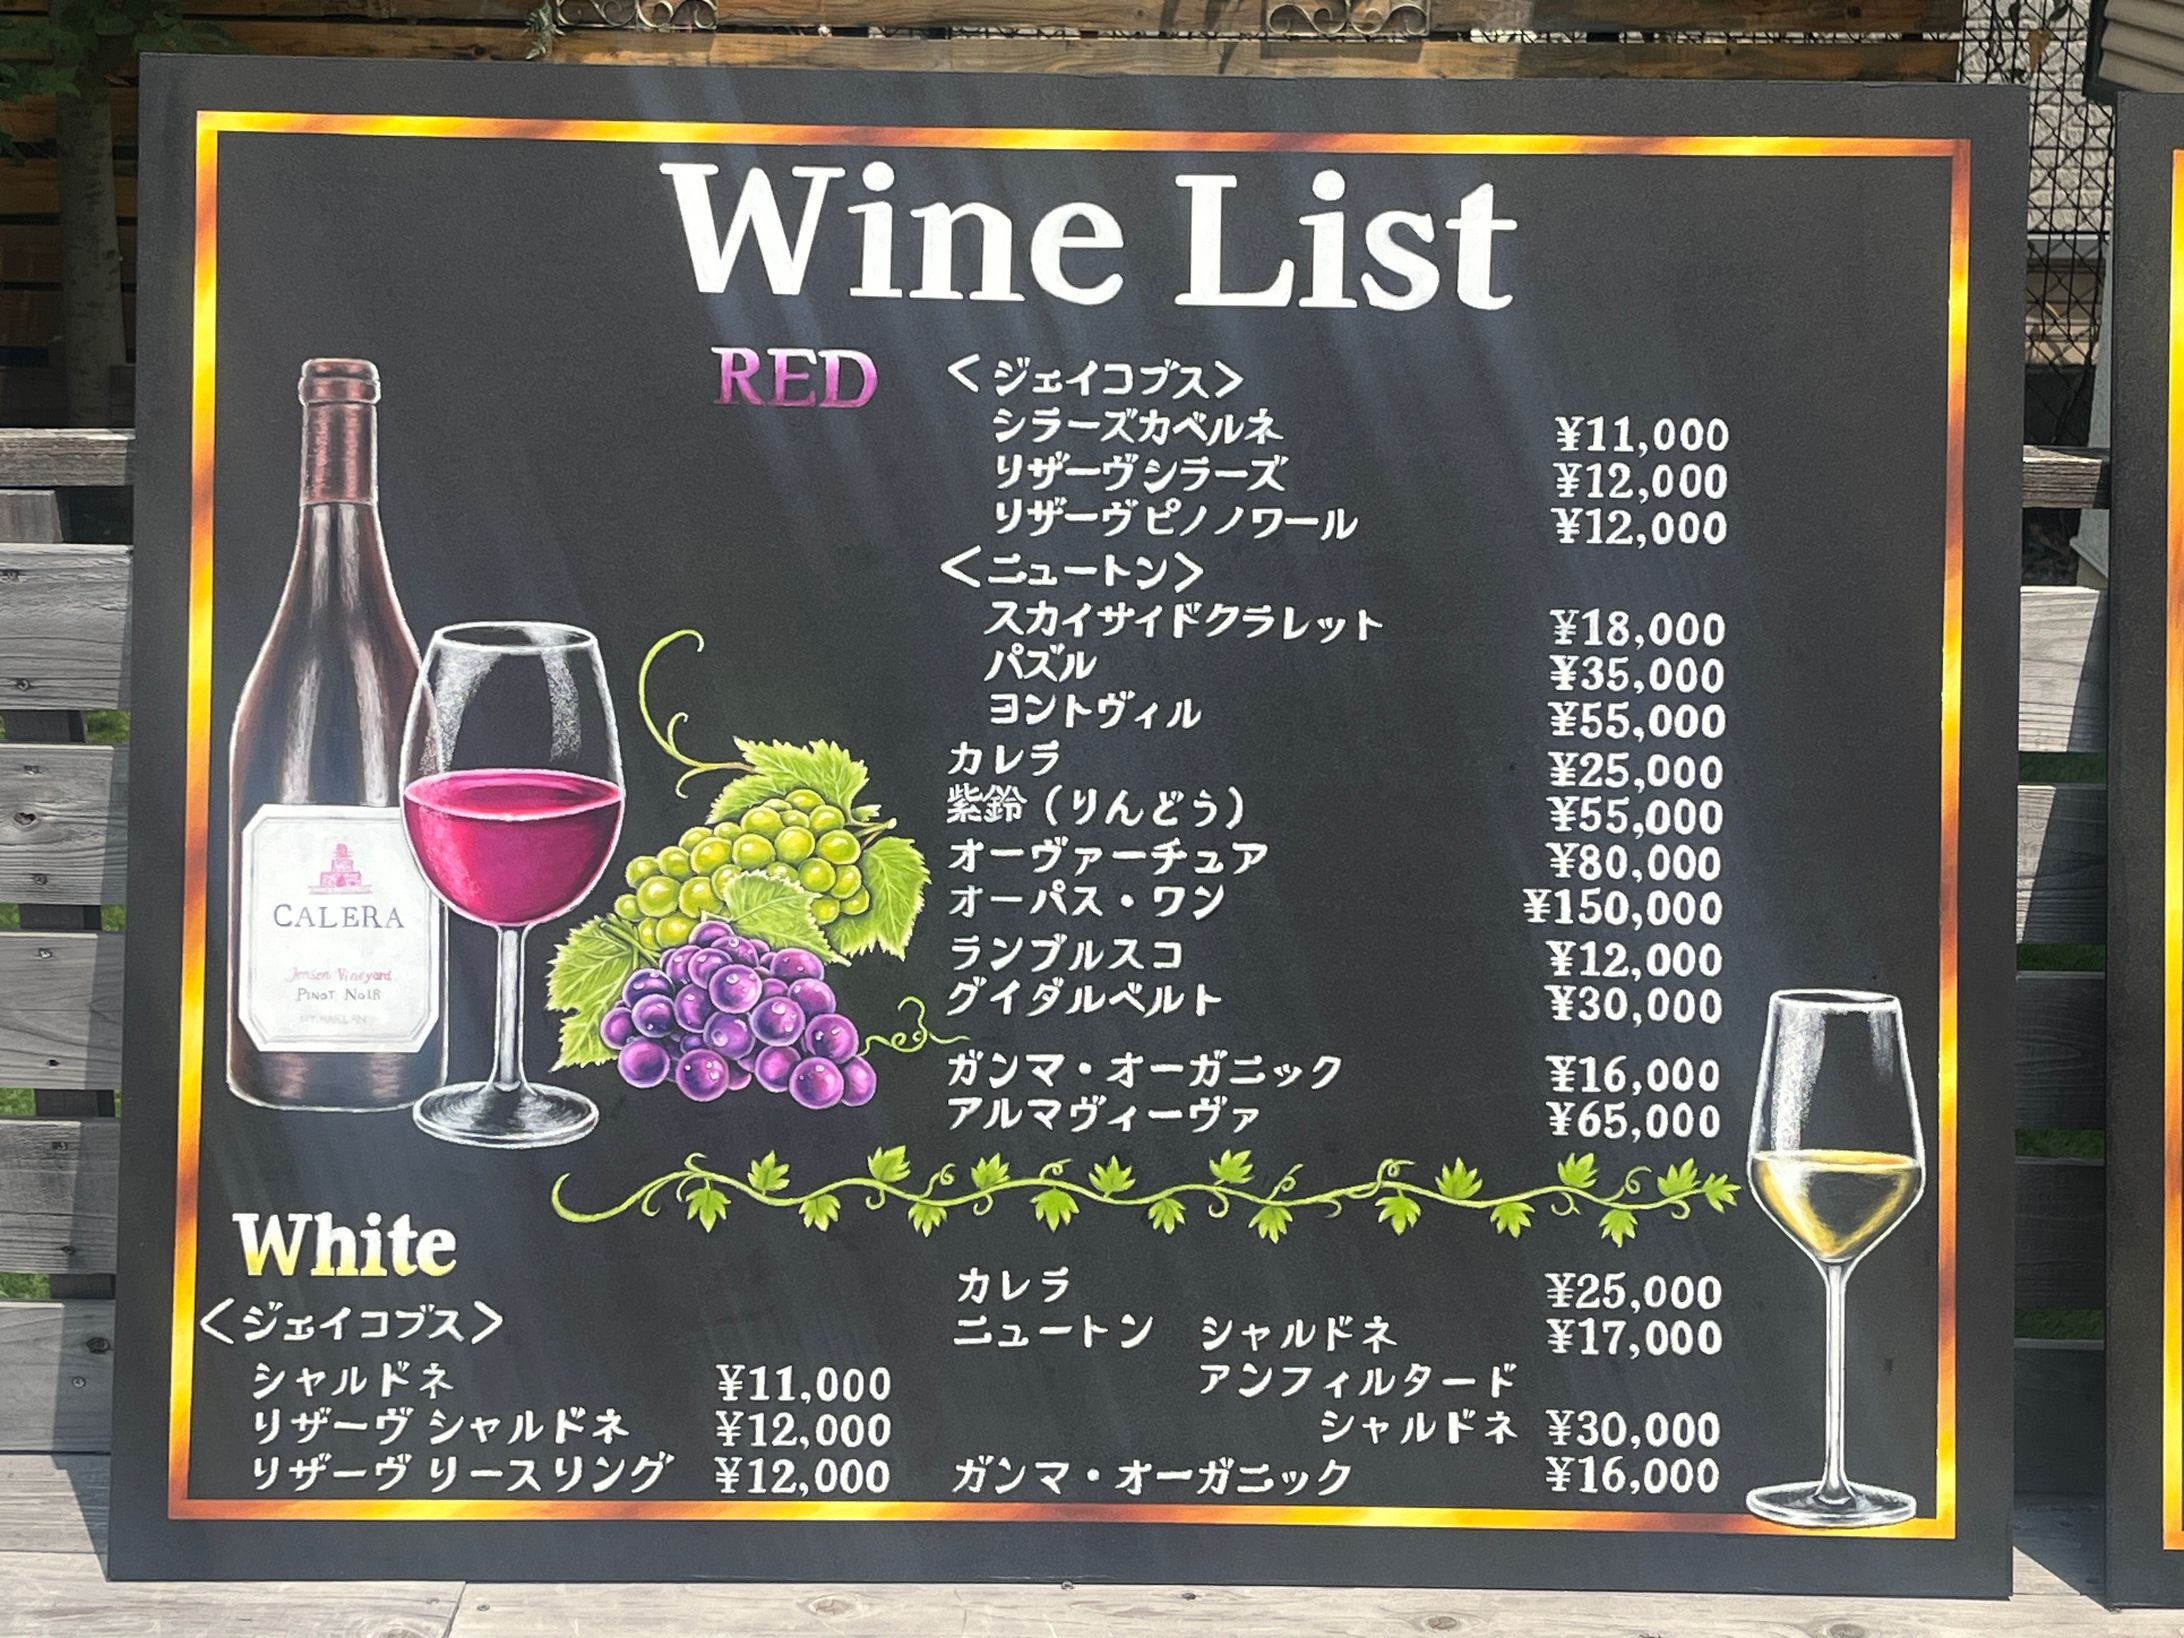 Wine List
RED
<ジェイコブス>
シラーズカベルネ ¥11,000
リザーヴシラーズ ¥12,000
リザーヴピノノワール ¥12,000
<ニュートン>
スカイサイドクラレット ¥18,000
パズル ¥35,000
ヨントヴィル ¥55,000
カレラ ¥25,000
紫鈴(りんどう) ¥55,000
オーヴァーチュア ¥80,000
オーパス・ワン ¥150,000
ランブルスコ ¥12,000
グイダルベルト ¥30,000
ガンマ・オーガニック ¥16,000
アルマヴィーヴァ ¥65,000
CALERA
Jensen Vineyard
PINOT NOIR
MT. HARLAN
White
<ジェイコブス>
シャルドネ ¥11,000
リザーヴ シャルドネ ¥12,000
リザーヴ リースリング ¥12,000
カレラ ¥25,000
ニュートン シャルドネ ¥17,000
アンフィルタード
シャルドネ ¥30,000
ガンマ・オーガニック ¥16,000